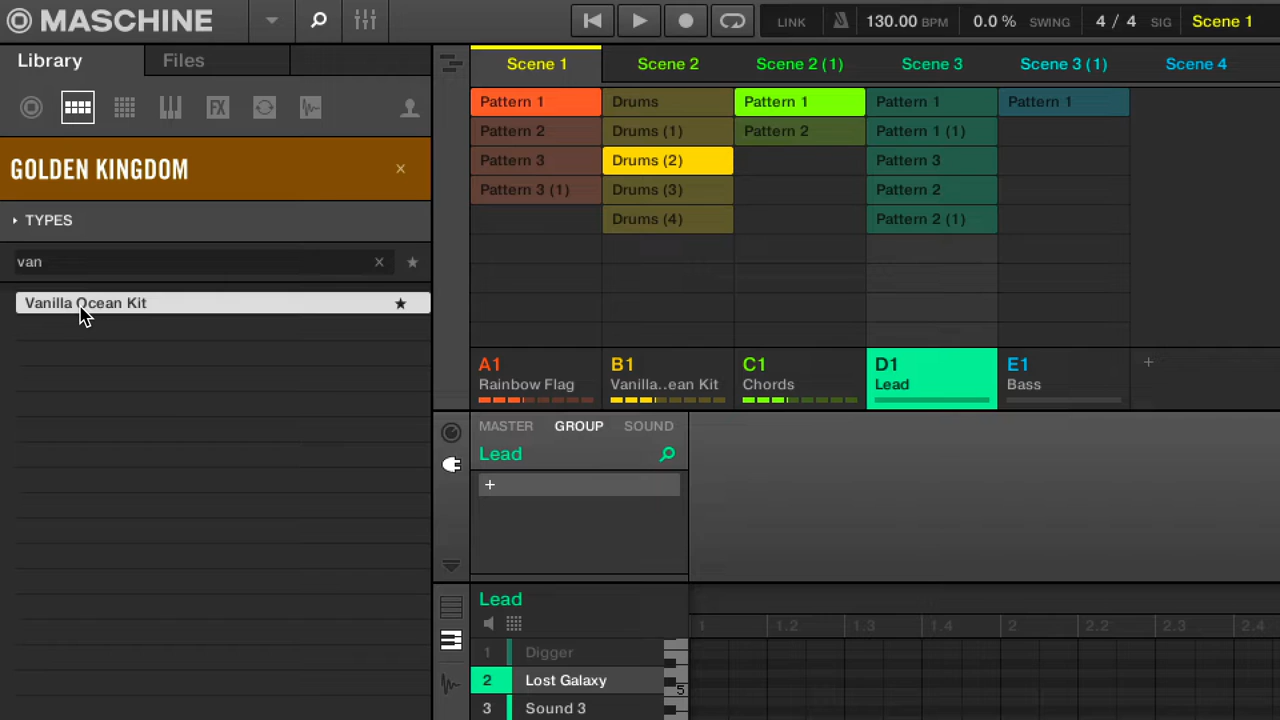 MASCHINE
LINK 130.00 BPM 0.0 % SWING 4 / 4 SIG Scene 1
Library Files
FX
GOLDEN KINGDOM ×
TYPES
van ×
Vanilla Ocean Kit
Scene 1 Scene 2 Scene 2 (1) Scene 3 Scene 3 (1) Scene 4
Pattern 1 Drums Pattern 1 Pattern 1 Pattern 1
Pattern 2 Drums (1) Pattern 2 Pattern 1 (1)
Pattern 3 Drums (2) Pattern 3
Pattern 3 (1) Drums (3) Pattern 2
Drums (4) Pattern 2 (1)
A1 B1 C1 D1 E1 +
Rainbow Flag Vanilla..ean Kit Chords Lead Bass
MASTER GROUP SOUND
Lead
+
Lead
1 1.2 1.3 1.4 2 2.2 2.3 2.4
1 Digger
2 Lost Galaxy 5
3 Sound 3